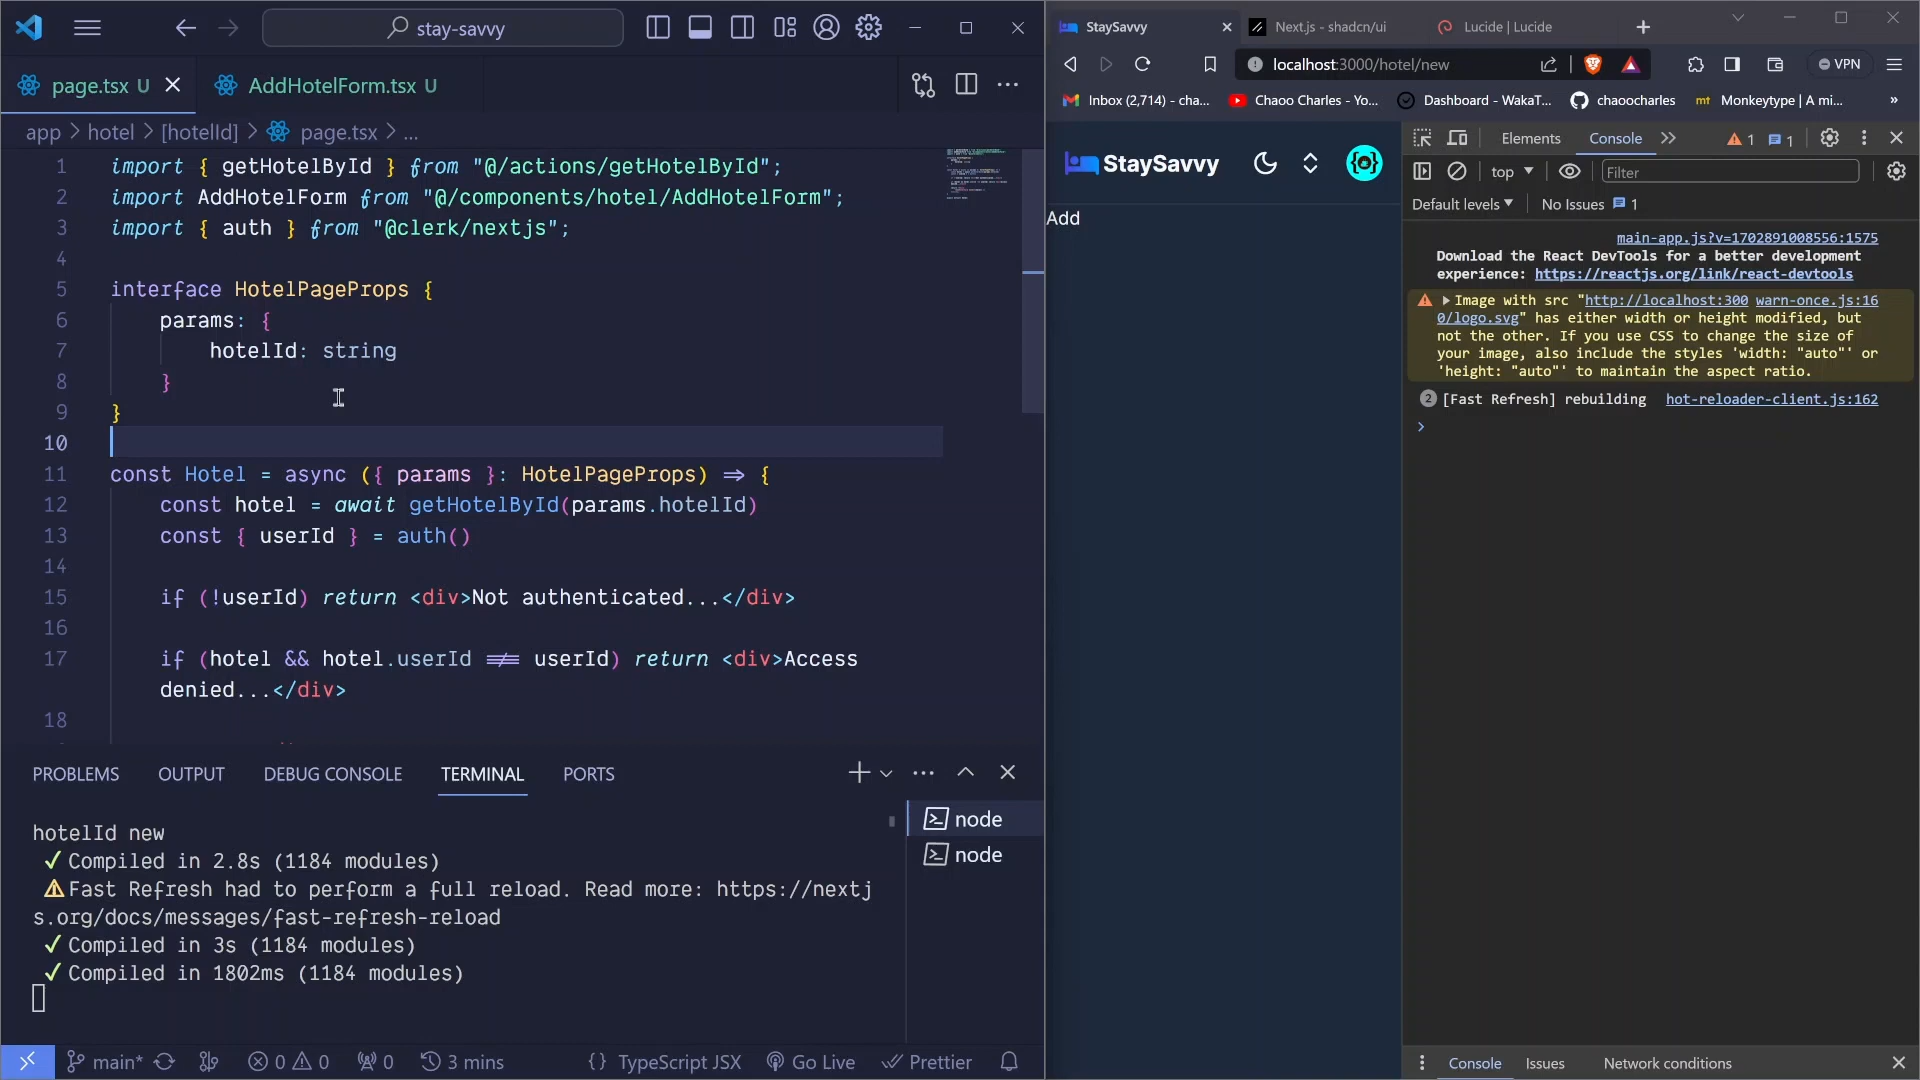 stay-savvy
page.tsx U
AddHotelForm.tsx U
app > hotel > [hotelId] > page.tsx > ...
1 import { getHotelById } from "@/actions/getHotelById";
2 import AddHotelForm from "@/components/hotel/AddHotelForm";
3 import { auth } from "@clerk/nextjs";
4
5 interface HotelPageProps {
6 params: {
7 hotelId: string
8 }
9 }
10
11 const Hotel = async ({ params }: HotelPageProps) ⇒ {
12 const hotel = await getHotelById(params.hotelId)
13 const { userId } = auth()
14
15 if (!userId) return <div>Not authenticated...</div>
16
17 if (hotel && hotel.userId !== userId) return <div>Access
denied...</div>
18
PROBLEMS OUTPUT DEBUG CONSOLE TERMINAL PORTS
hotelId new
✓ Compiled in 2.8s (1184 modules)
⚠ Fast Refresh had to perform a full reload. Read more: https://nextj
s.org/docs/messages/fast-refresh-reload
✓ Compiled in 3s (1184 modules)
✓ Compiled in 1802ms (1184 modules)
node
node
main* 0 0 0 3 mins {} TypeScript JSX Go Live Prettier
StaySavvy
Next.js - shadcn/ui
Lucide | Lucide
localhost:3000/hotel/new
VPN
Inbox (2,714) - cha...
Chaoo Charles - Yo...
Dashboard - WakaT...
chaoocharles
mt Monkeytype | A mi...
»
StaySavvy
Add
Elements Console » 1 1
top ▼ Filter
Default levels ▼ No Issues 1
main-app.js?v=1702891008556:1575
Download the React DevTools for a better development
experience: https://reactjs.org/link/react-devtools
Image with src "http://localhost:300 warn-once.js:16
0/logo.svg" has either width or height modified, but
not the other. If you use CSS to change the size of
your image, also include the styles 'width: "auto"' or
'height: "auto"' to maintain the aspect ratio.
2 [Fast Refresh] rebuilding hot-reloader-client.js:162
>
Console Issues Network conditions